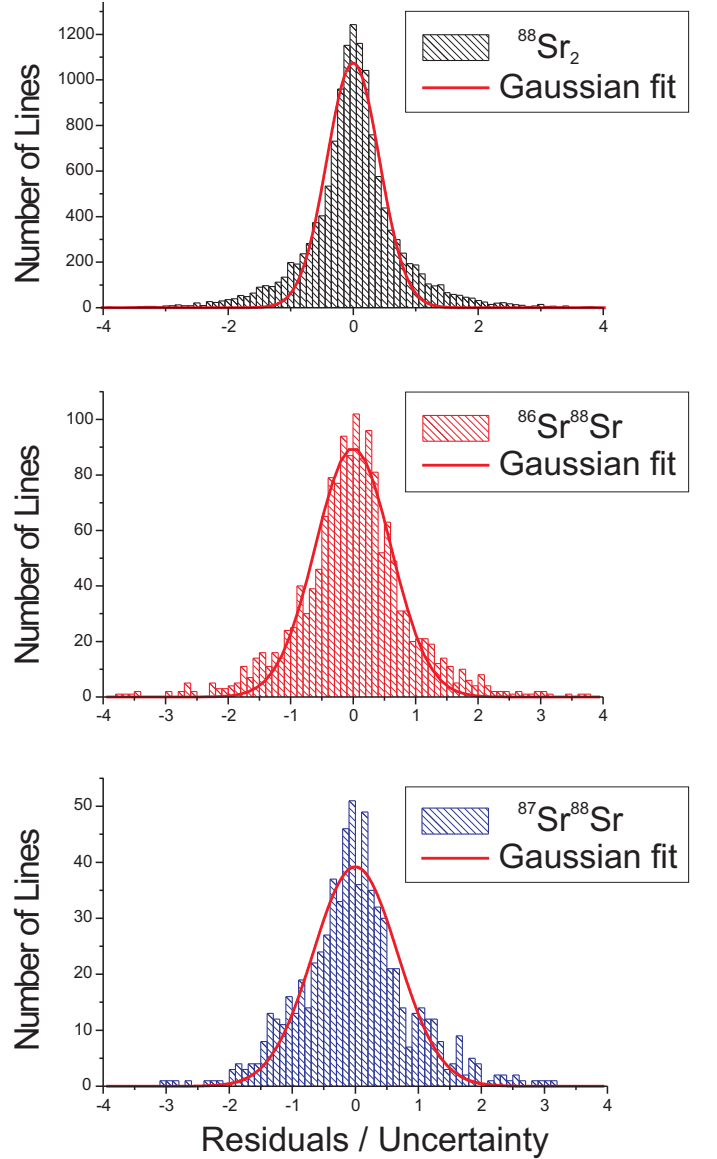 ⁸⁸Sr₂
Gaussian fit
Number of Lines
1200
1000
800
600
400
200
0
-4 -2 0 2 4
⁸⁶Sr⁸⁸Sr
Gaussian fit
Number of Lines
100
80
60
40
20
0
-4 -3 -2 -1 0 1 2 3 4
⁸⁷Sr⁸⁸Sr
Gaussian fit
Number of Lines
50
40
30
20
10
0
-4 -3 -2 -1 0 1 2 3 4
Residuals / Uncertainty